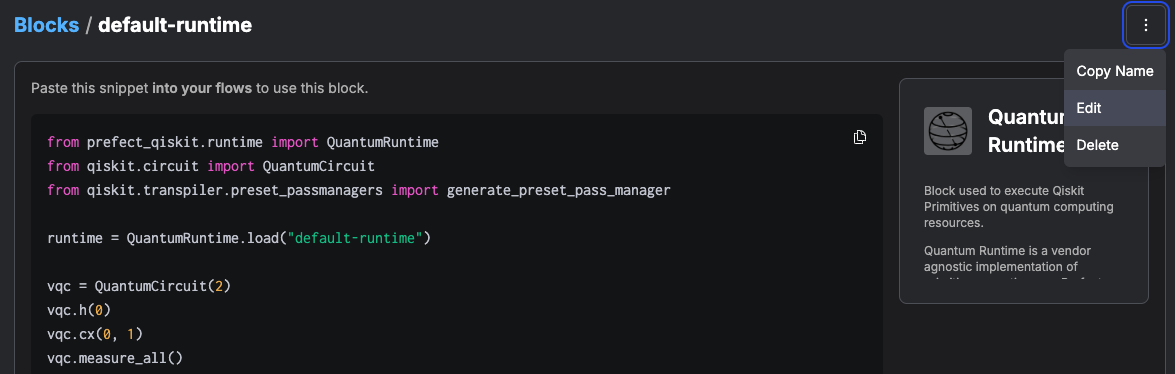 Blocks / default-runtime
Copy Name
Edit
Delete
Paste this snippet into your flows to use this block.
from prefect_qiskit.runtime import QuantumRuntime
from qiskit.circuit import QuantumCircuit
from qiskit.transpiler.preset_passmanagers import generate_preset_pass_manager
runtime = QuantumRuntime.load("default-runtime")
vqc = QuantumCircuit(2)
vqc.h(0)
vqc.cx(0, 1)
vqc.measure_all()
Runtime
Block used to execute Qiskit
Primitives on quantum computing
resources.
Quantum Runtime is a vendor
agnostic implementation of